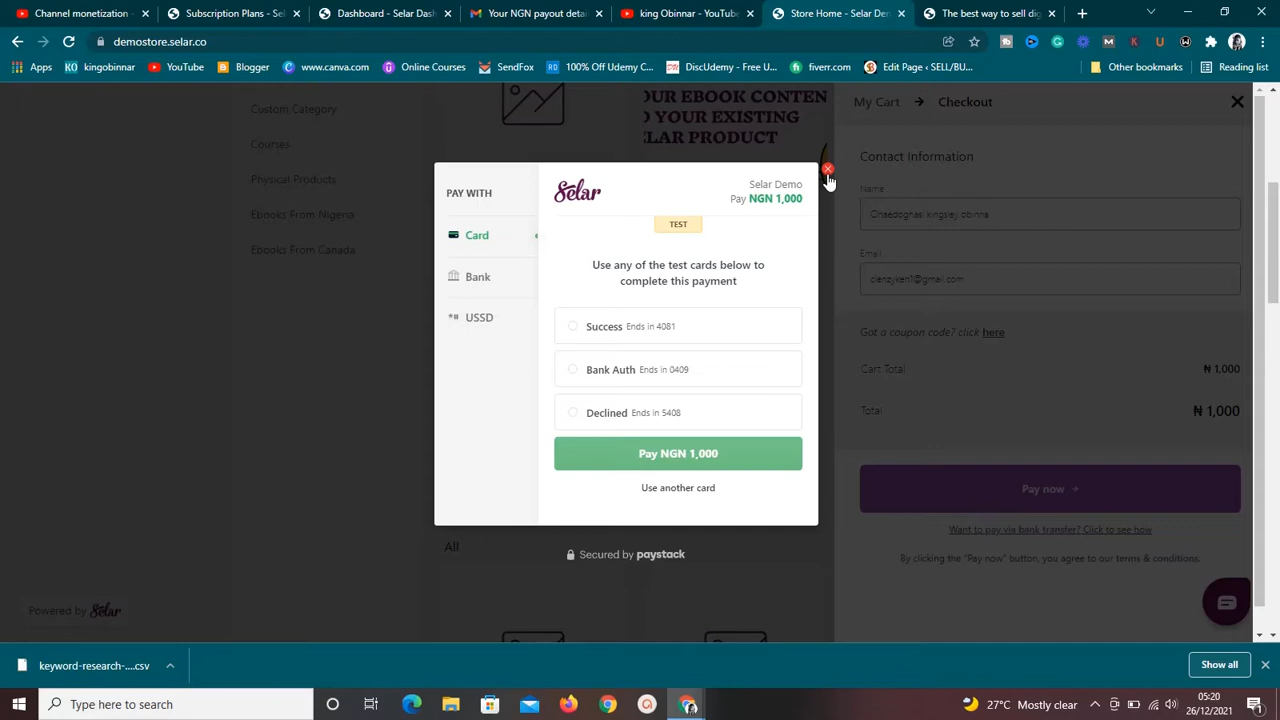 Channel monetization -
Subscription Plans - Sel
Dashboard - Selar Das
Your NGN payout detai
king Obinnar - YouTube
Store Home - Selar De
The best way to sell dig
demostore.selar.co
Apps
kingobinnar
YouTube
Blogger
www.canva.com
Online Courses
SendFox
100% Off Udemy C...
DiscUdemy - Free U...
fiverr.com
Edit Page ‹ SELL/BU...
Other bookmarks
Reading list
Custom Category
Courses
Physical Products
Ebooks From Nigeria
Ebooks From Canada
OUR EBOOK CONTEN
YOUR EXISTING
ELAR PRODUCT
My Cart → Checkout
Contact Information
Name
Email
clenzyken1@gmail.com
Got a coupon code? click here
Cart Total ₦ 1,000
Total ₦ 1,000
Pay now →
Want to pay via bank transfer? Click to see how
By clicking the "Pay now" button, you agree to our terms & conditions.
PAY WITH
Card
Bank
*# USSD
Selar
Selar Demo
Pay NGN 1,000
TEST
Use any of the test cards below to
complete this payment
Success Ends in 4081
Bank Auth Ends in 0409
Declined Ends in 5408
Pay NGN 1,000
Use another card
All
Secured by paystack
Powered by Selar
keyword-research-....csv
Show all
Type here to search
27°C Mostly clear
05:20
26/12/2021